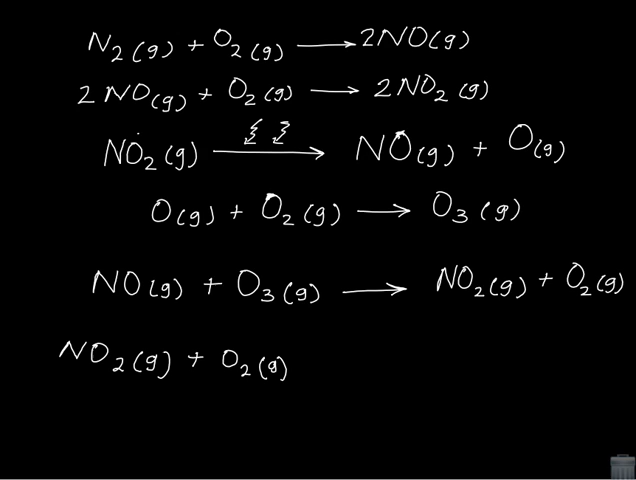 N2(g) + O2(g) → 2NO(g)
2NO(g) + O2(g) → 2NO2(g)
NO2(g) → NO(g) + O(g)
O(g) + O2(g) → O3(g)
NO(g) + O3(g) → NO2(g) + O2(g)
NO2(g) + O2(g)